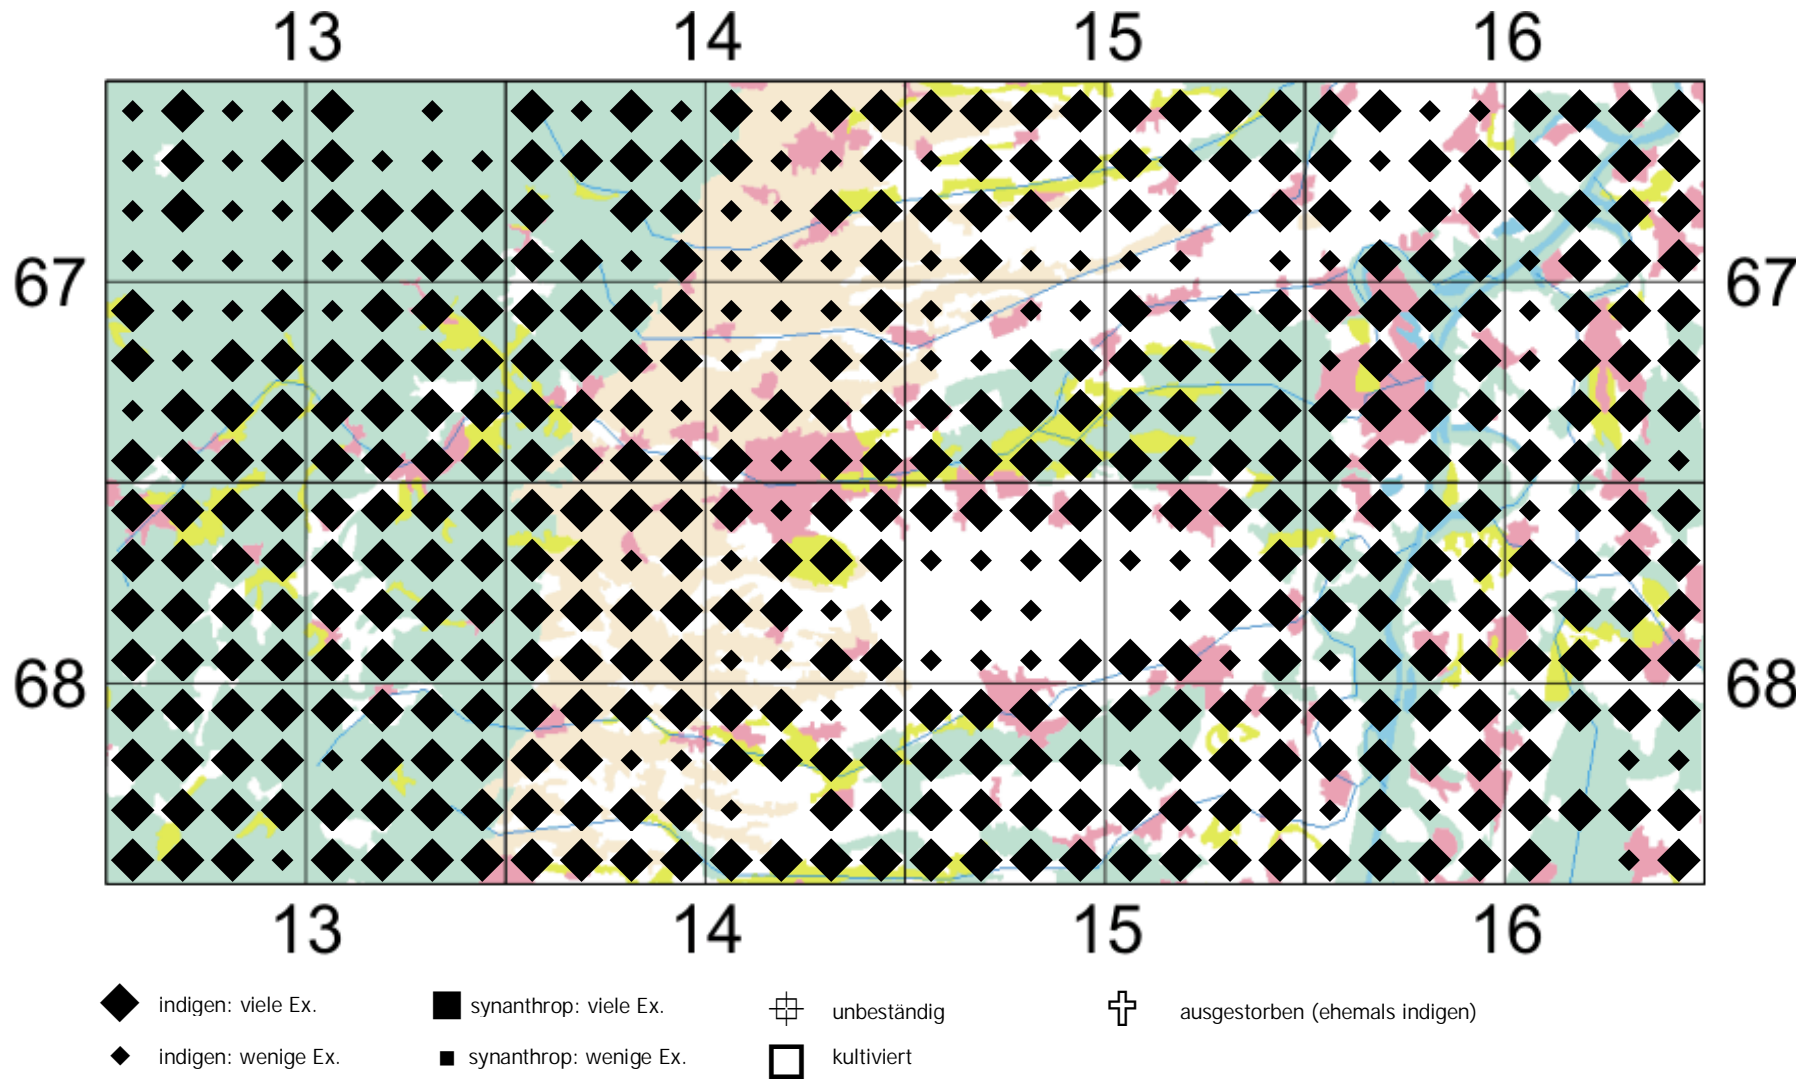 13 14 15 16
67 67
68 68
13 14 15 16
indigen: viele Ex. synanthrop: viele Ex. unbeständig ausgestorben (ehemals indigen)
indigen: wenige Ex. synanthrop: wenige Ex. kultiviert